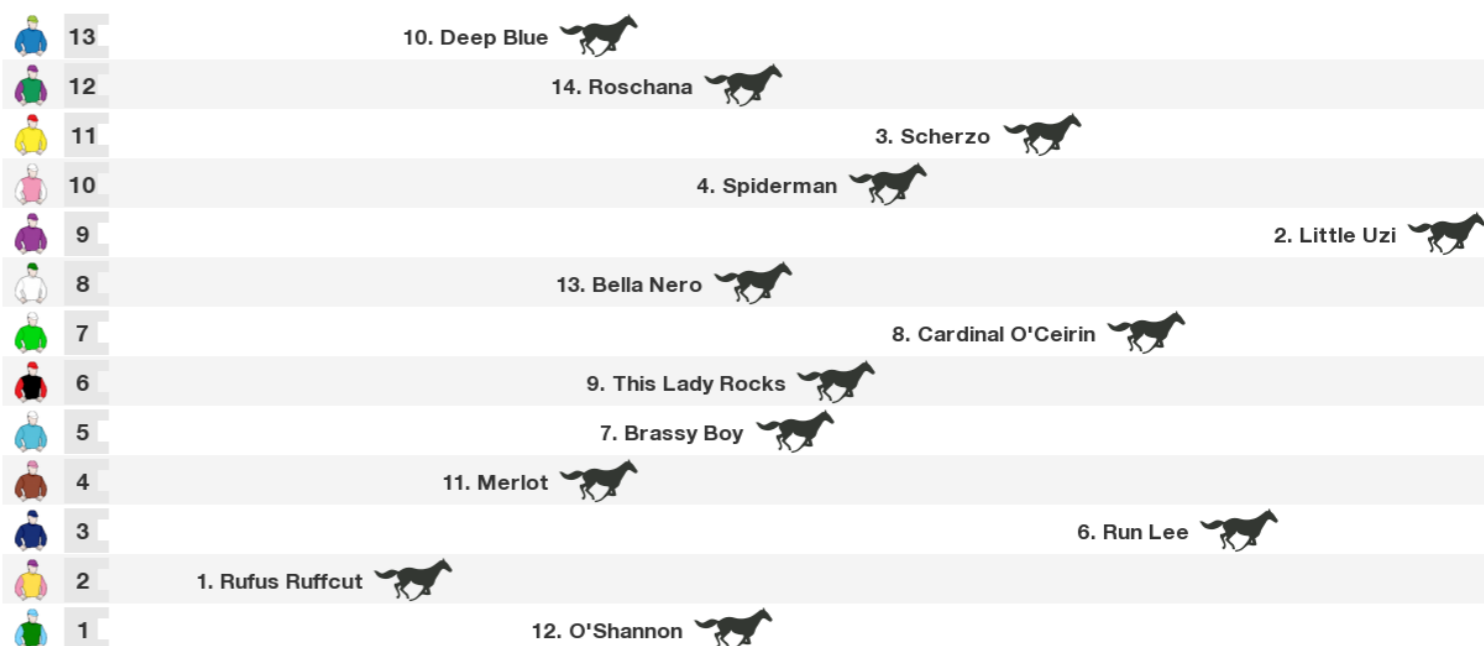 13 10. Deep Blue
12 14. Roschana
11 3. Scherzo
10 4. Spiderman
9 2. Little Uzi
8 13. Bella Nero
7 8. Cardinal O'Ceirin
6 9. This Lady Rocks
5 7. Brassy Boy
4 11. Merlot
3 6. Run Lee
2 1. Rufus Ruffcut
1 12. O'Shannon